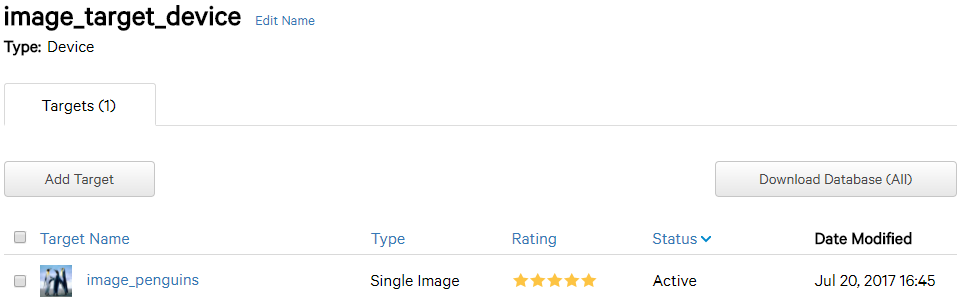 image_target_device Edit Name
Type: Device
Targets (1)
Add Target Download Database (All)
Target Name Type Rating Status Date Modified
image_penguins Single Image Active Jul 20, 2017 16:45